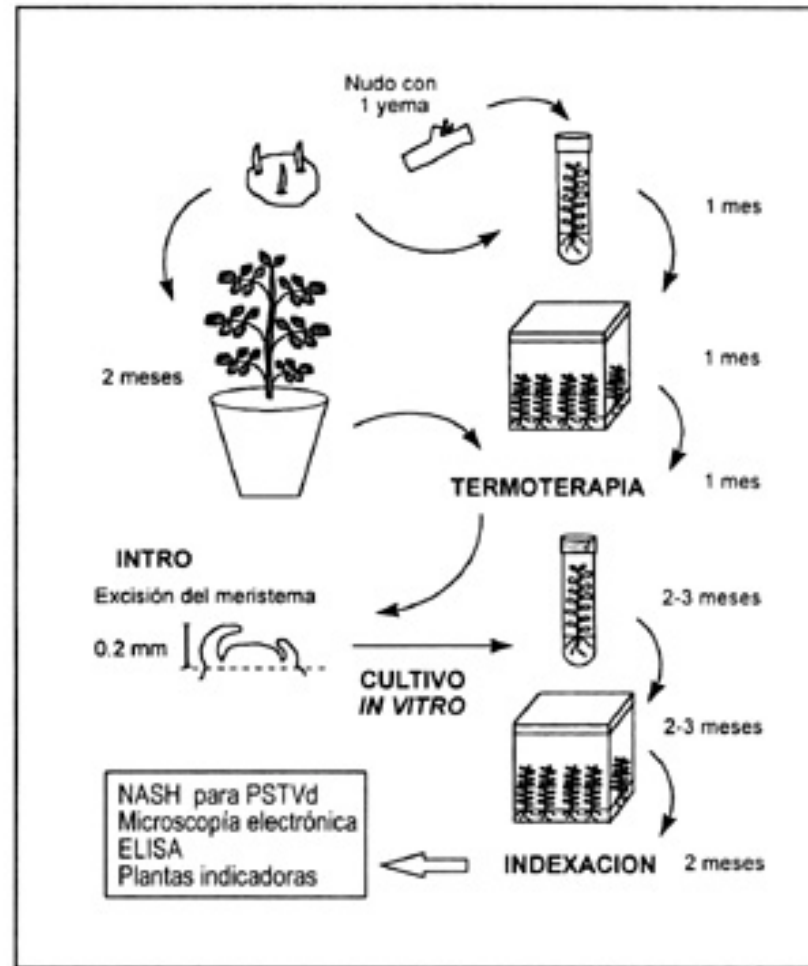 Nudo con
1 yema
1 mes
2 meses
1 mes
TERMOTERAPIA
1 mes
INTRO
Excisión del meristema
0.2 mm
2-3 meses
CULTIVO
IN VITRO
2-3 meses
NASH para PSTVd
Microscopía electrónica
ELISA
Plantas indicadoras
INDEXACION
2 meses